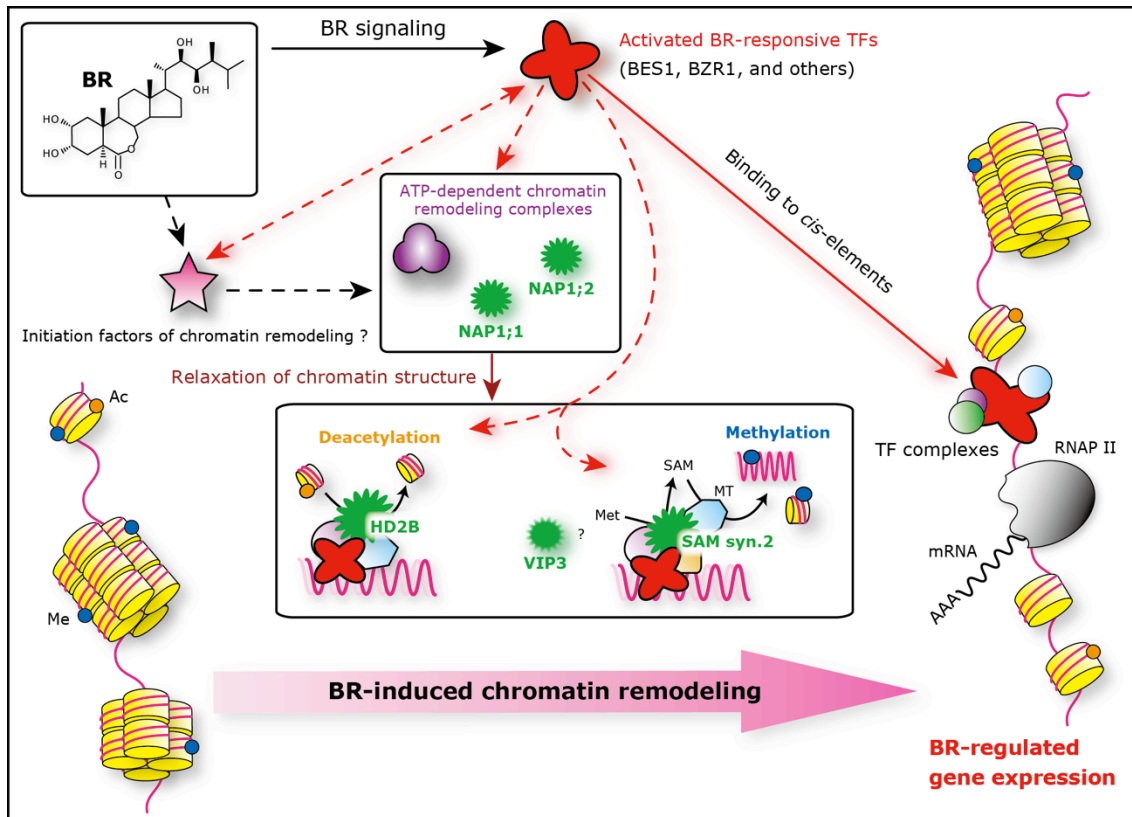 BR signaling
Activated BR-responsive TFs
(BES1, BZR1, and others)
BR
OH
OH
HO
HO
H
O
O
ATP-dependent chromatin
remodeling complexes
NAP1;2
NAP1;1
Binding to cis-elements
Initiation factors of chromatin remodeling ?
Relaxation of chromatin structure
Ac
Me
Deacetylation
HD2B
VIP3
?
Methylation
SAM
MT
Met
SAM syn.2
TF complexes
RNAP II
mRNA
AAA
BR-induced chromatin remodeling
BR-regulated
gene expression